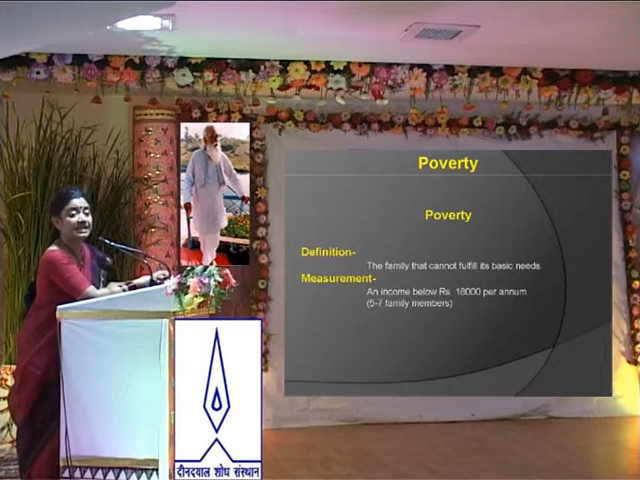 Poverty
Poverty
Definition-
The family that cannot fulfill its basic needs.
Measurement-
An income below Rs. 18000 per annum.
(5-7 family members)
दीनदयाल शोध संस्थान